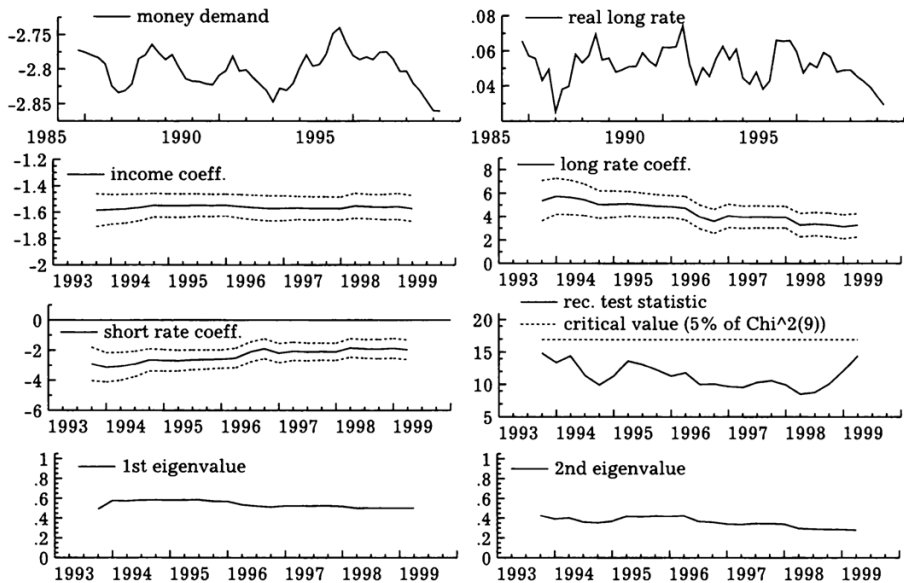 money demand
-2.75
-2.8
-2.85
1985 1990 1995
real long rate
.08
.06
.04
1985 1990 1995
income coeff.
-1.2
-1.4
-1.6
-1.8
-2
1993 1994 1995 1996 1997 1998 1999
long rate coeff.
8
6
4
2
0
1993 1994 1995 1996 1997 1998 1999
0
short rate coeff.
-2
-4
-6
1993 1994 1995 1996 1997 1998 1999
rec. test statistic
critical value (5% of Chi^2(9))
20
15
10
5
1993 1994 1995 1996 1997 1998 1999
1st eigenvalue
1
.8
.6
.4
.2
0
1993 1994 1995 1996 1997 1998 1999
2nd eigenvalue
1
.8
.6
.4
.2
0
1993 1994 1995 1996 1997 1998 1999